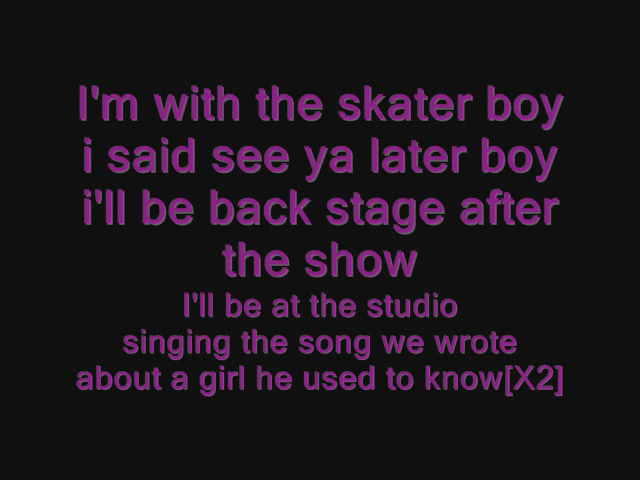 I'm with the skater boy
i said see ya later boy
i'll be back stage after
the show
I'll be at the studio
singing the song we wrote
about a girl he used to know[X2]